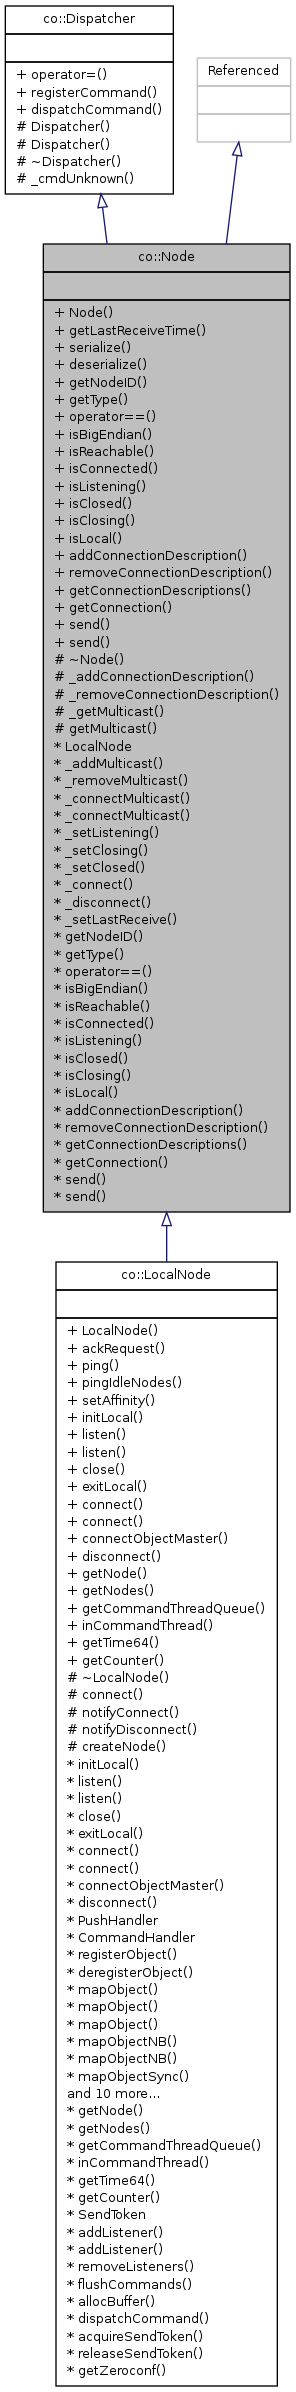 co::Dispatcher
+ operator=()
+ registerCommand()
+ dispatchCommand()
# Dispatcher()
# Dispatcher()
# ~Dispatcher()
# _cmdUnknown()
Referenced
co::Node
+ Node()
+ getLastReceiveTime()
+ serialize()
+ deserialize()
+ getNodeID()
+ getType()
+ operator==()
+ isBigEndian()
+ isReachable()
+ isConnected()
+ isListening()
+ isClosed()
+ isClosing()
+ isLocal()
+ addConnectionDescription()
+ removeConnectionDescription()
+ getConnectionDescriptions()
+ getConnection()
+ send()
+ send()
# ~Node()
# _addConnectionDescription()
# _removeConnectionDescription()
# _getMulticast()
# getMulticast()
* LocalNode
* _addMulticast()
* _removeMulticast()
* _connectMulticast()
* _connectMulticast()
* _setListening()
* _setClosing()
* _setClosed()
* _connect()
* _disconnect()
* _setLastReceive()
* getNodeID()
* getType()
* operator==()
* isBigEndian()
* isReachable()
* isConnected()
* isListening()
* isClosed()
* isClosing()
* isLocal()
* addConnectionDescription()
* removeConnectionDescription()
* getConnectionDescriptions()
* getConnection()
* send()
* send()
co::LocalNode
+ LocalNode()
+ ackRequest()
+ ping()
+ pingIdleNodes()
+ setAffinity()
+ initLocal()
+ listen()
+ listen()
+ close()
+ exitLocal()
+ connect()
+ connect()
+ connectObjectMaster()
+ disconnect()
+ getNode()
+ getNodes()
+ getCommandThreadQueue()
+ inCommandThread()
+ getTime64()
+ getCounter()
# ~LocalNode()
# connect()
# notifyConnect()
# notifyDisconnect()
# createNode()
* initLocal()
* listen()
* listen()
* close()
* exitLocal()
* connect()
* connect()
* connectObjectMaster()
* disconnect()
* PushHandler
* CommandHandler
* registerObject()
* deregisterObject()
* mapObject()
* mapObject()
* mapObject()
* mapObjectNB()
* mapObjectNB()
* mapObjectSync()
and 10 more...
* getNode()
* getNodes()
* getCommandThreadQueue()
* inCommandThread()
* getTime64()
* getCounter()
* SendToken
* addListener()
* addListener()
* removeListeners()
* flushCommands()
* allocBuffer()
* dispatchCommand()
* acquireSendToken()
* releaseSendToken()
* getZeroconf()